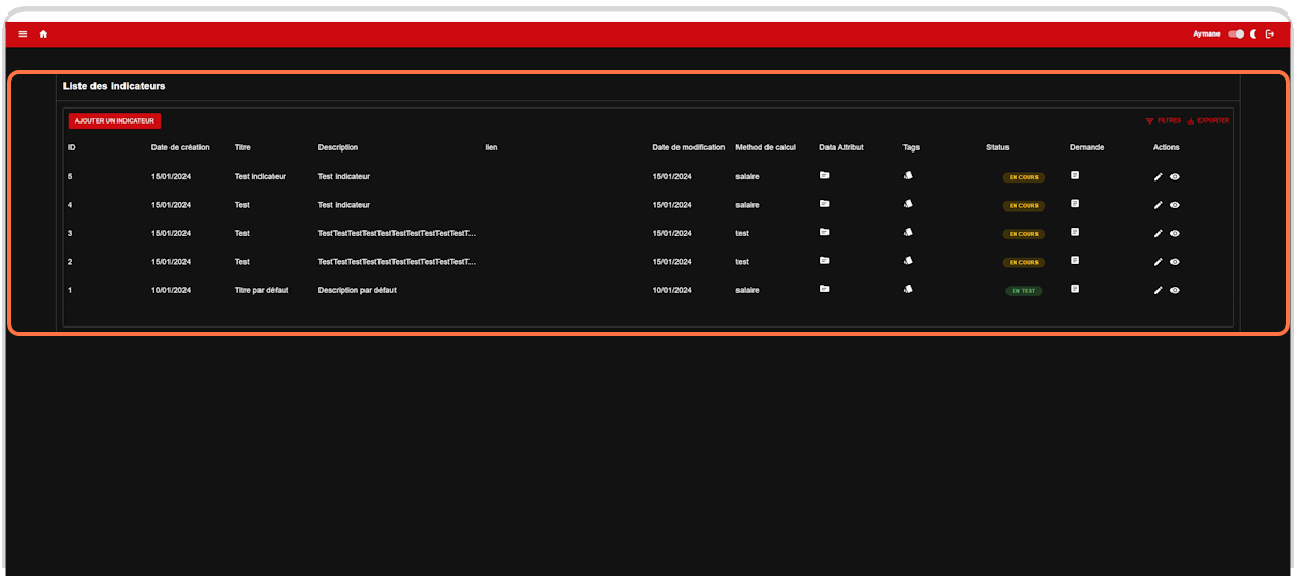 Aymane
Liste des indicateurs
AJOUTER UN INDICATEUR
FILTRES EXPORTER
ID Date de création Titre Description lien Date de modification Method de calcul Data Attribut Tags Status Demande Actions
5 15/01/2024 Test indicateur Test indicateur 15/01/2024 salaire EN COURS
4 15/01/2024 Test Test indicateur 15/01/2024 salaire EN COURS
3 15/01/2024 Test TestTestTestTestTestTestTestTestTestTestT... 15/01/2024 test EN COURS
2 15/01/2024 Test TestTestTestTestTestTestTestTestTestTestT... 15/01/2024 test EN COURS
1 10/01/2024 Titre par défaut Description par défaut 10/01/2024 salaire EN TEST